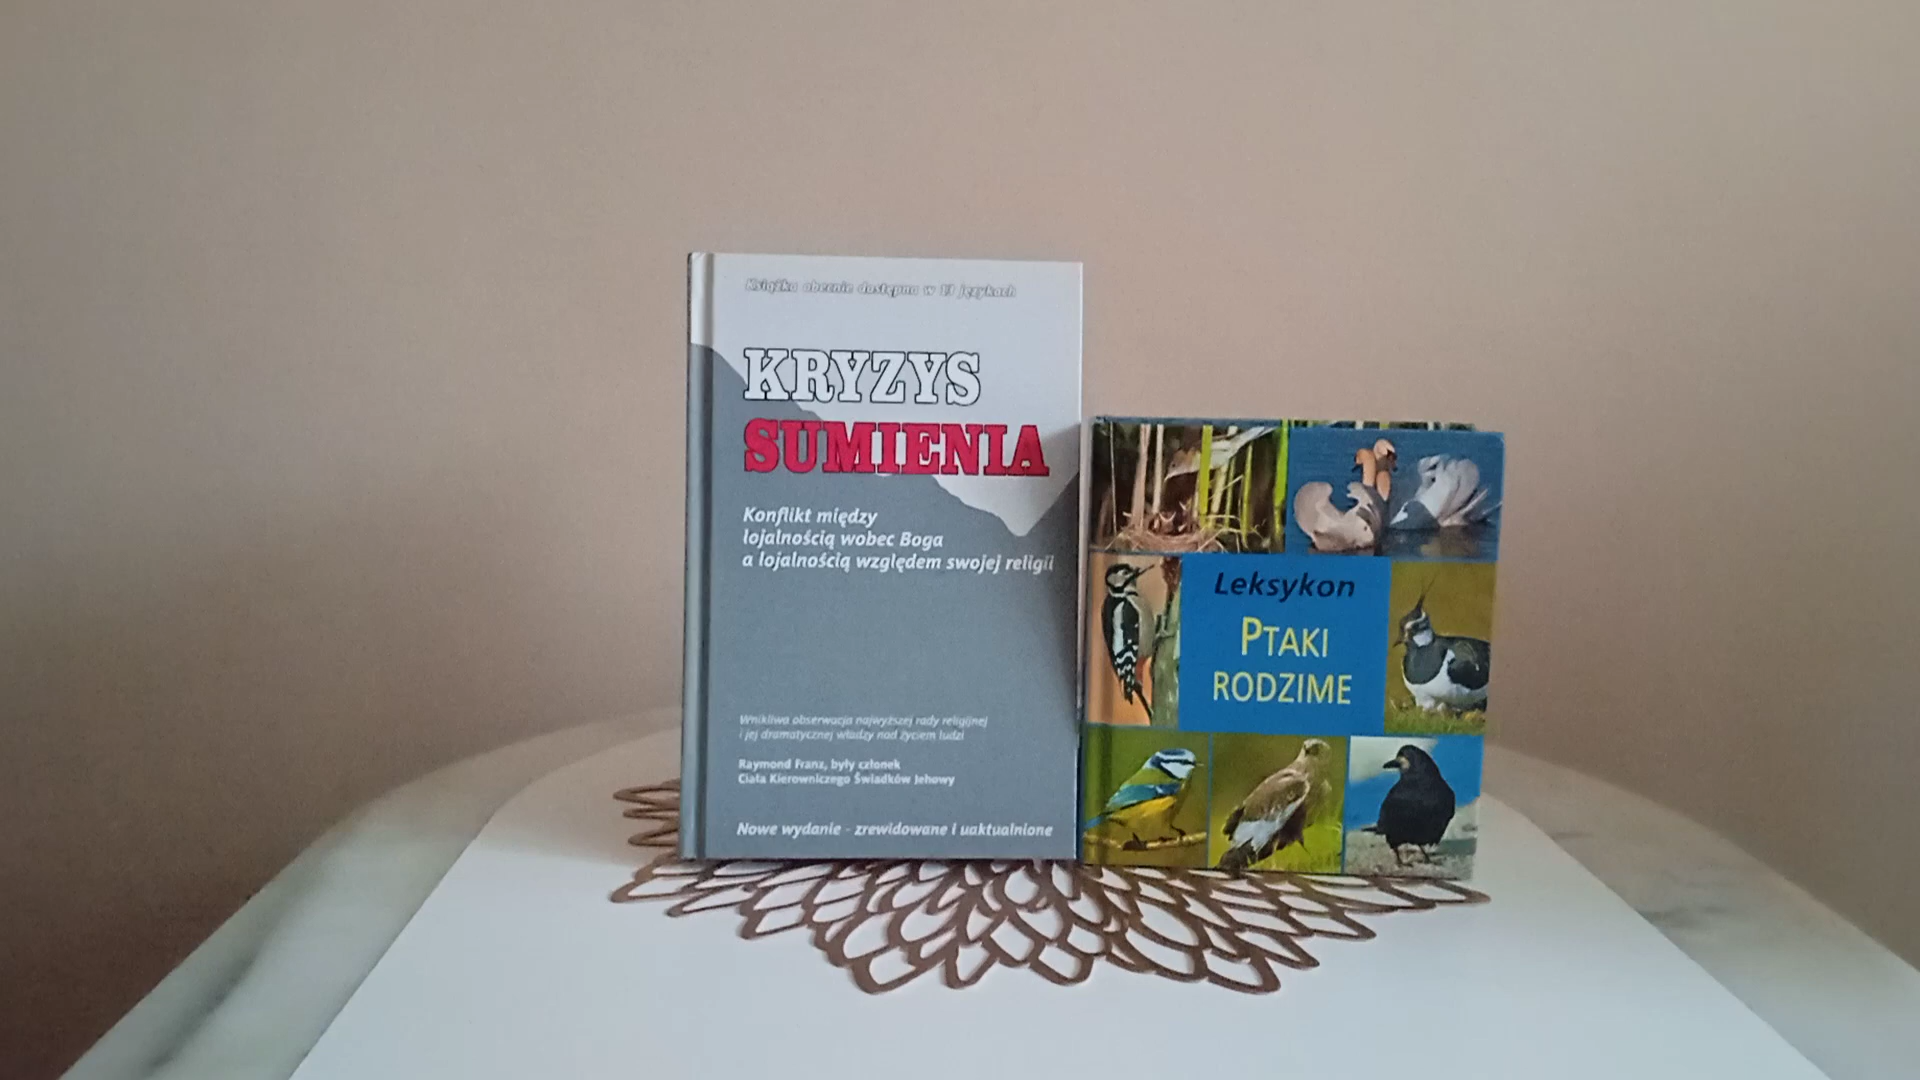 Książka obecnie dostępna w 13 językach
KRYZYS
SUMIENIA
Konflikt między
lojalnością wobec Boga
a lojalnością względem swojej religii
Wnikliwa obserwacja najwyższej rady religijnej
i jej dramatycznej władzy nad życiem ludzi
Raymond Franz, były członek
Ciała Kierowniczego Świadków Jehowy
Nowe wydanie - zrewidowane i uaktualnione
Leksykon
PTAKI
RODZIME